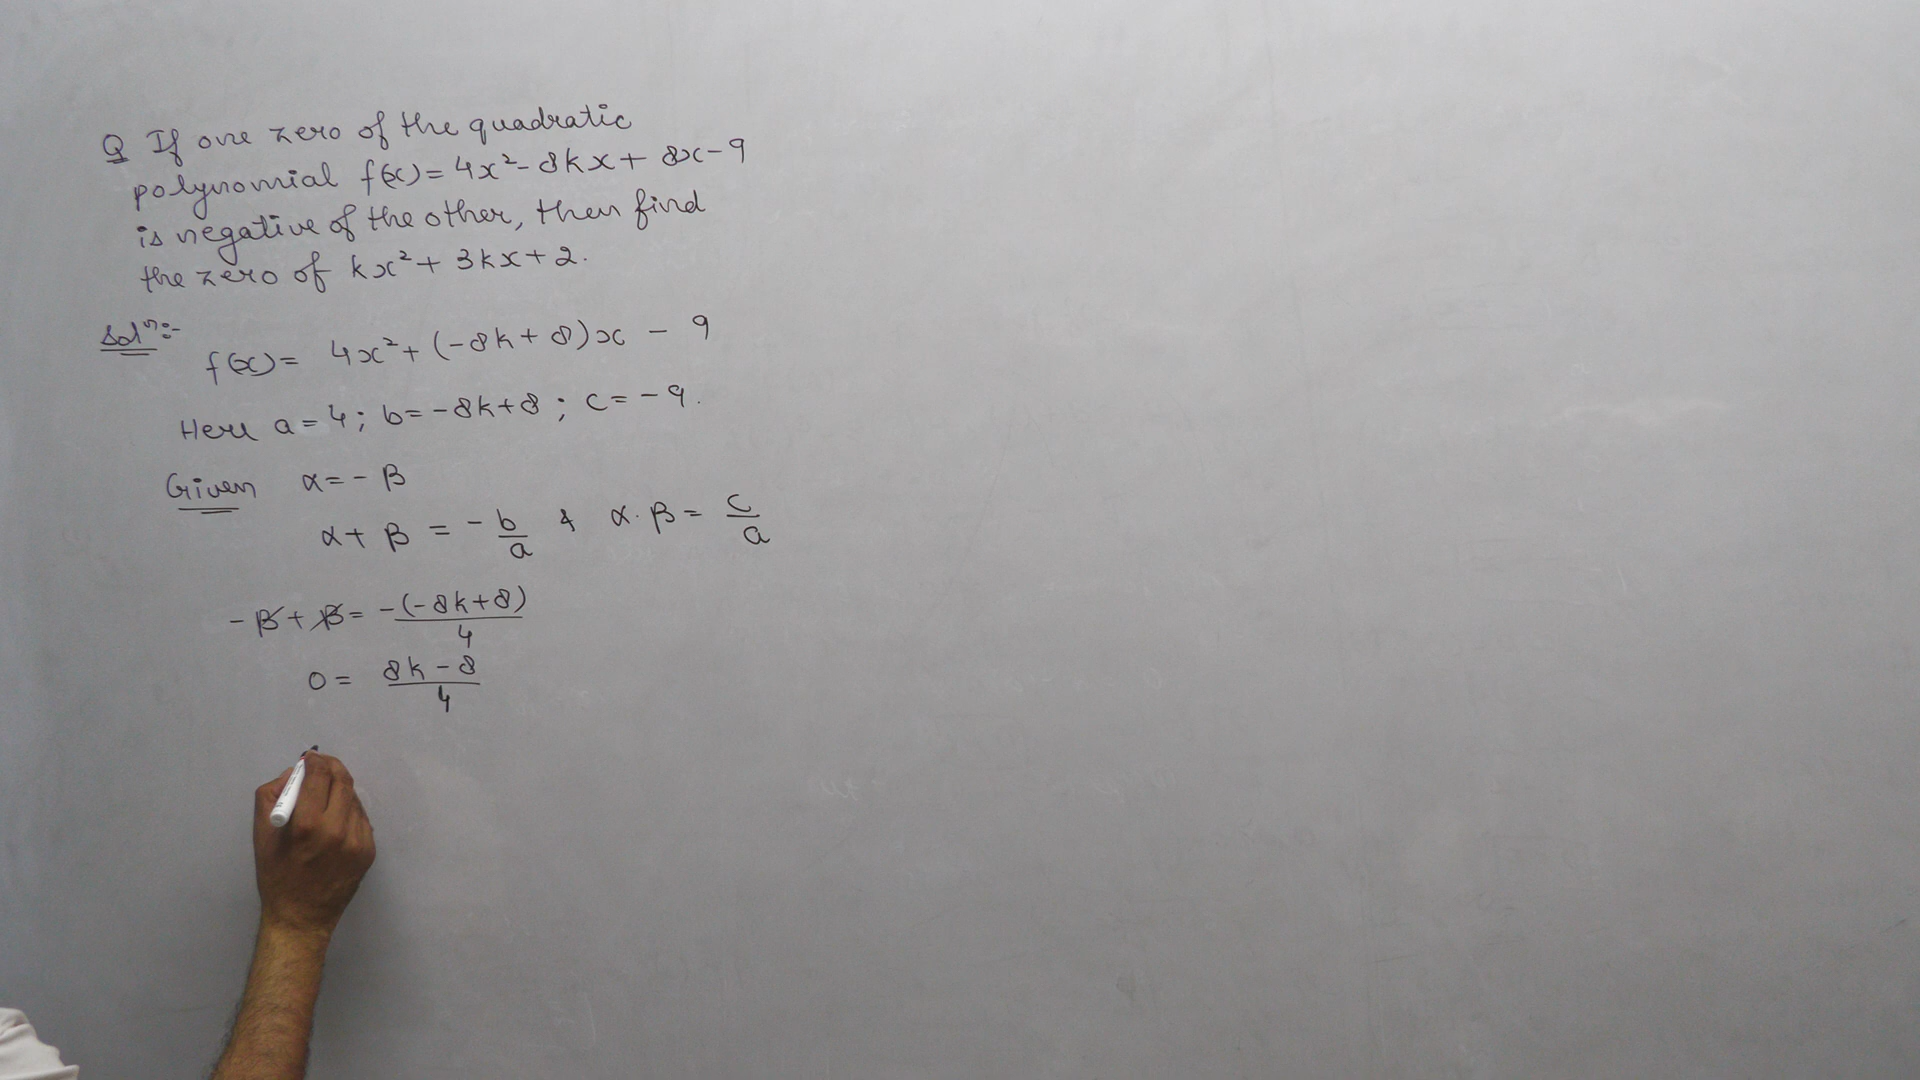 Q If one zero of the quadratic
polynomial f(x) = 4x² - 8kx + 8x - 9
is negative of the other, then find
the zero of kx² + 3kx + 2.
Solⁿ:-
f(x) = 4x² + (-8k + 8)x - 9
Here a = 4 ; b = -8k+8 ; c = -9.
Given α = - β
α + β = - b/a & α·β = c/a
- β + β = -(-8k+8)/4
0 = 8k - 8/4